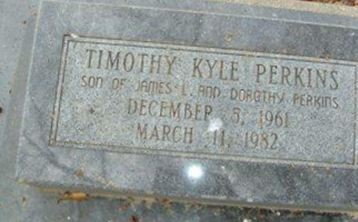 TIMOTHY KYLE PERKINS
SON OF JAMES L AND DOROTHY PERKINS
DECEMBER 5, 1961
MARCH 11, 1982